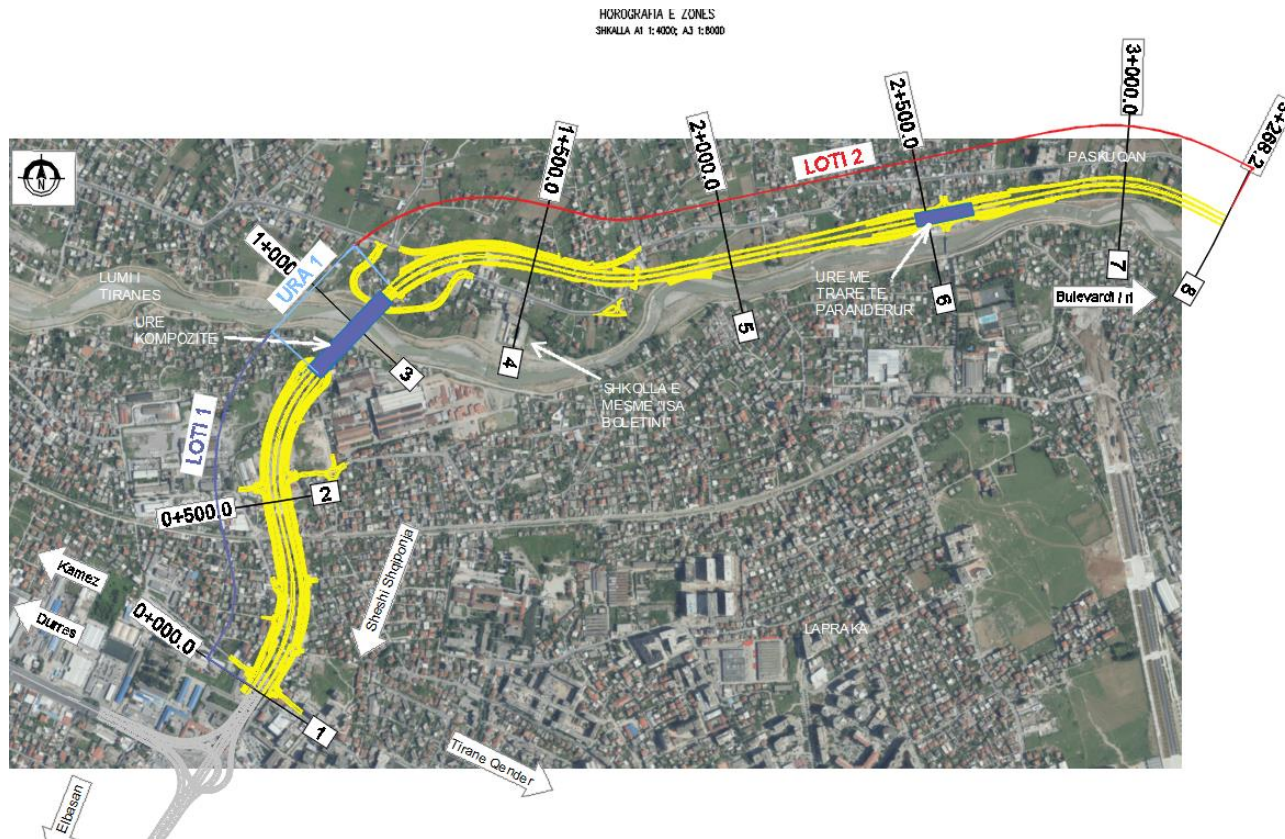 HOROGRAFIA E ZONES
SHKALLA A1 1:4000; A3 1:8000
N
1+500.0
2+000.0
2+500.0
3+000.0
LOTI 2
PASKUQAN
1+000
URA 1
LUMI I
TIRANES
URE
KOMPOZITE
URE ME
TRARE TE
PARANDERUR
Bulevardi I ri
3
4
5
6
7
8
SHKOLLA E
MESME "ISA
BOLETINI"
LOTI 1
0+500.0
2
Kamez
Durres
0+000.0
Sheshi Shqiponja
LAPRAKA
1
Tirane Qender
Elbasan